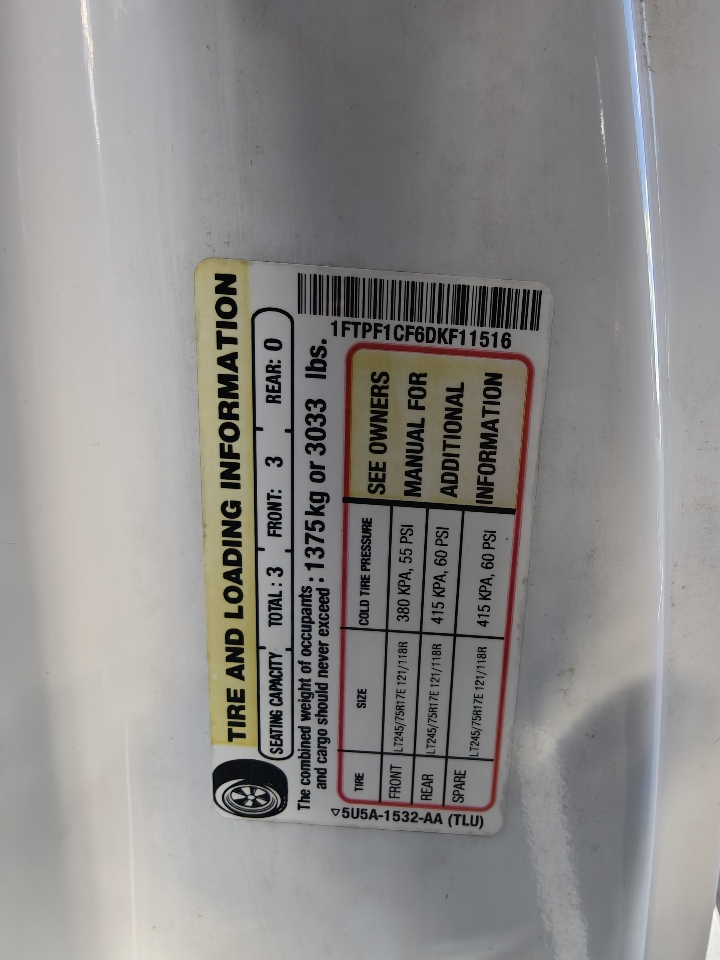 TIRE AND LOADING INFORMATION
SEATING CAPACITY TOTAL : 3 FRONT: 3 REAR: 0
The combined weight of occupants
and cargo should never exceed : 1375 kg or 3033 lbs.
1FTPF1CF6DKF11516
TIRE SIZE COLD TIRE PRESSURE
FRONT LT245/75R17E 121/118R 380 KPA, 55 PSI
REAR LT245/75R17E 121/118R 415 KPA, 60 PSI
SPARE LT245/75R17E 121/118R 415 KPA, 60 PSI
SEE OWNERS
MANUAL FOR
ADDITIONAL
INFORMATION
▽5U5A-1532-AA (TLU)